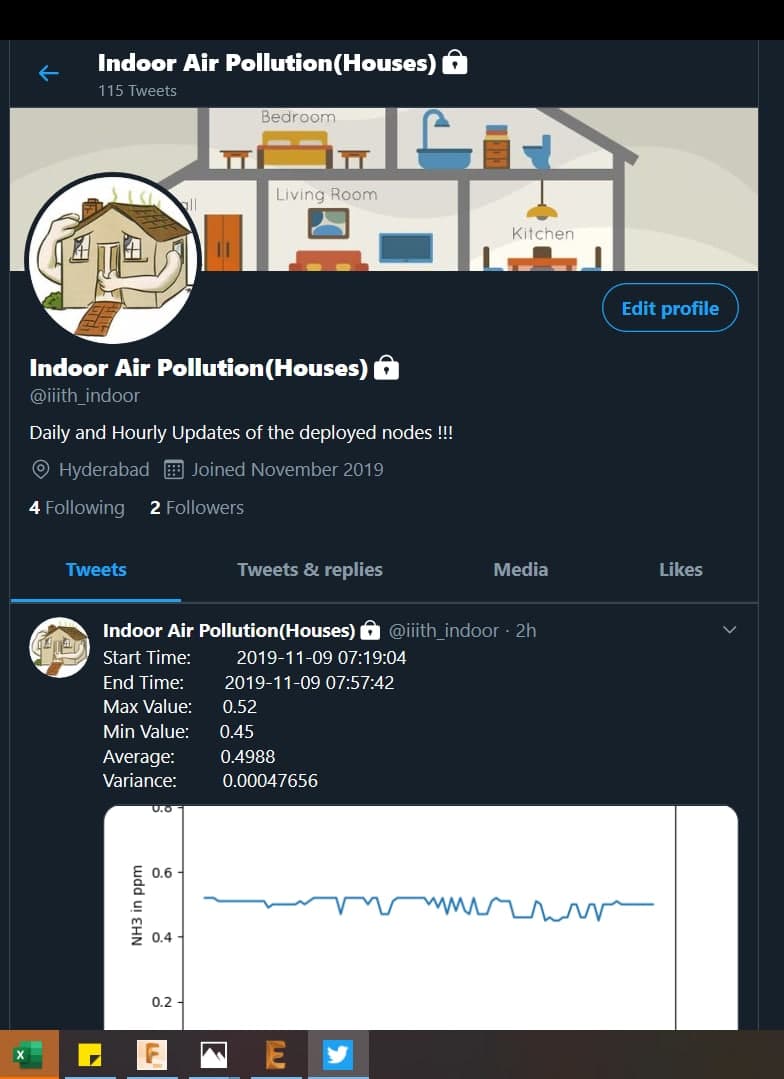 Indoor Air Pollution(Houses)
115 Tweets
Bedroom
all
Living Room
Kitchen
Edit profile
Indoor Air Pollution(Houses)
@iiith_indoor
Daily and Hourly Updates of the deployed nodes !!!
Hyderabad Joined November 2019
4 Following 2 Followers
Tweets Tweets & replies Media Likes
Indoor Air Pollution(Houses) @iiith_indoor · 2h
Start Time: 2019-11-09 07:19:04
End Time: 2019-11-09 07:57:42
Max Value: 0.52
Min Value: 0.45
Average: 0.4988
Variance: 0.00047656
0.8
0.6
NH3 in ppm
0.4
0.2
X F E